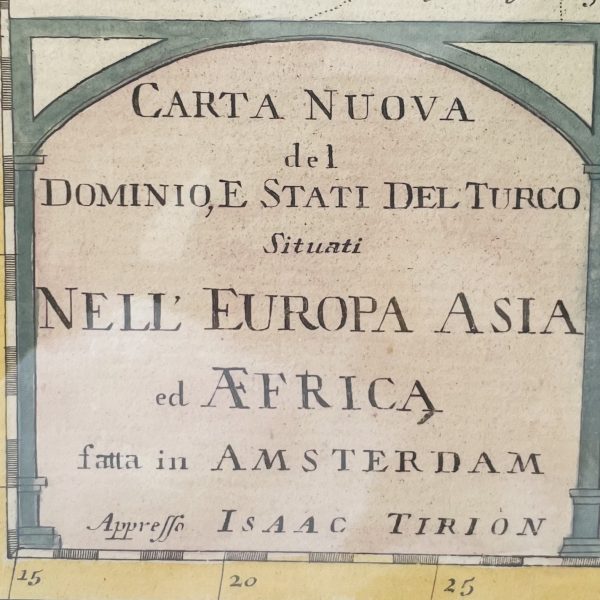 CARTA NUOVA
del
DOMINIO, E STATI DEL TURCO
Situati
NELL' EUROPA ASIA
ed ÆFRICA,
fatta in AMSTERDAM
Appresso ISAAC TIRION
15 20 25